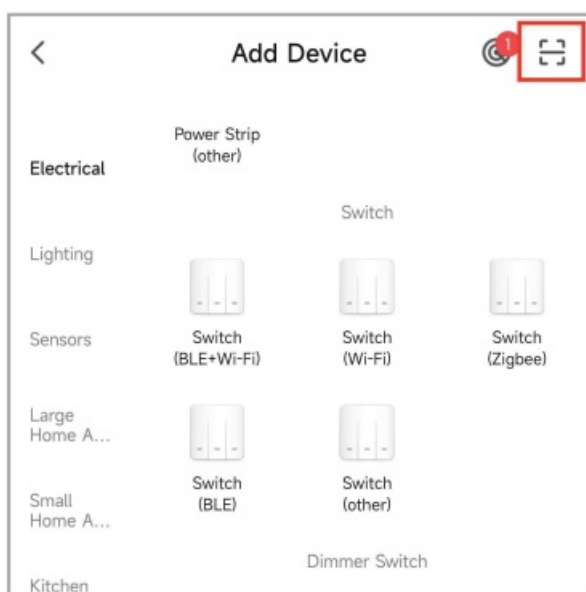 Add Device
1
Power Strip
(other)
Electrical
Switch
Lighting
Switch
(BLE+Wi-Fi)
Switch
(Wi-Fi)
Switch
(Zigbee)
Sensors
Large
Home A...
Switch
(BLE)
Switch
(other)
Small
Home A...
Dimmer Switch
Kitchen